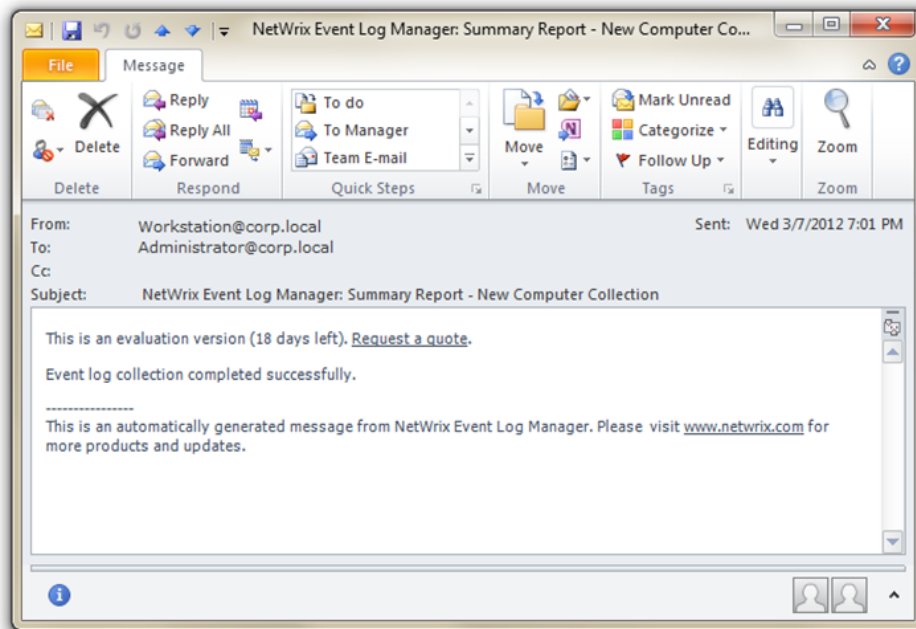 NetWrix Event Log Manager: Summary Report - New Computer Co...
File
Message
Delete
Delete
Reply
Reply All
Forward
Respond
To do
To Manager
Team E-mail
Quick Steps
Move
Move
Mark Unread
Categorize
Follow Up
Tags
Editing
Zoom
Zoom
From: Workstation@corp.local Sent: Wed 3/7/2012 7:01 PM
To: Administrator@corp.local
Cc:
Subject: NetWrix Event Log Manager: Summary Report - New Computer Collection
This is an evaluation version (18 days left). Request a quote.
Event log collection completed successfully.
----------------
This is an automatically generated message from NetWrix Event Log Manager. Please visit www.netwrix.com for
more products and updates.